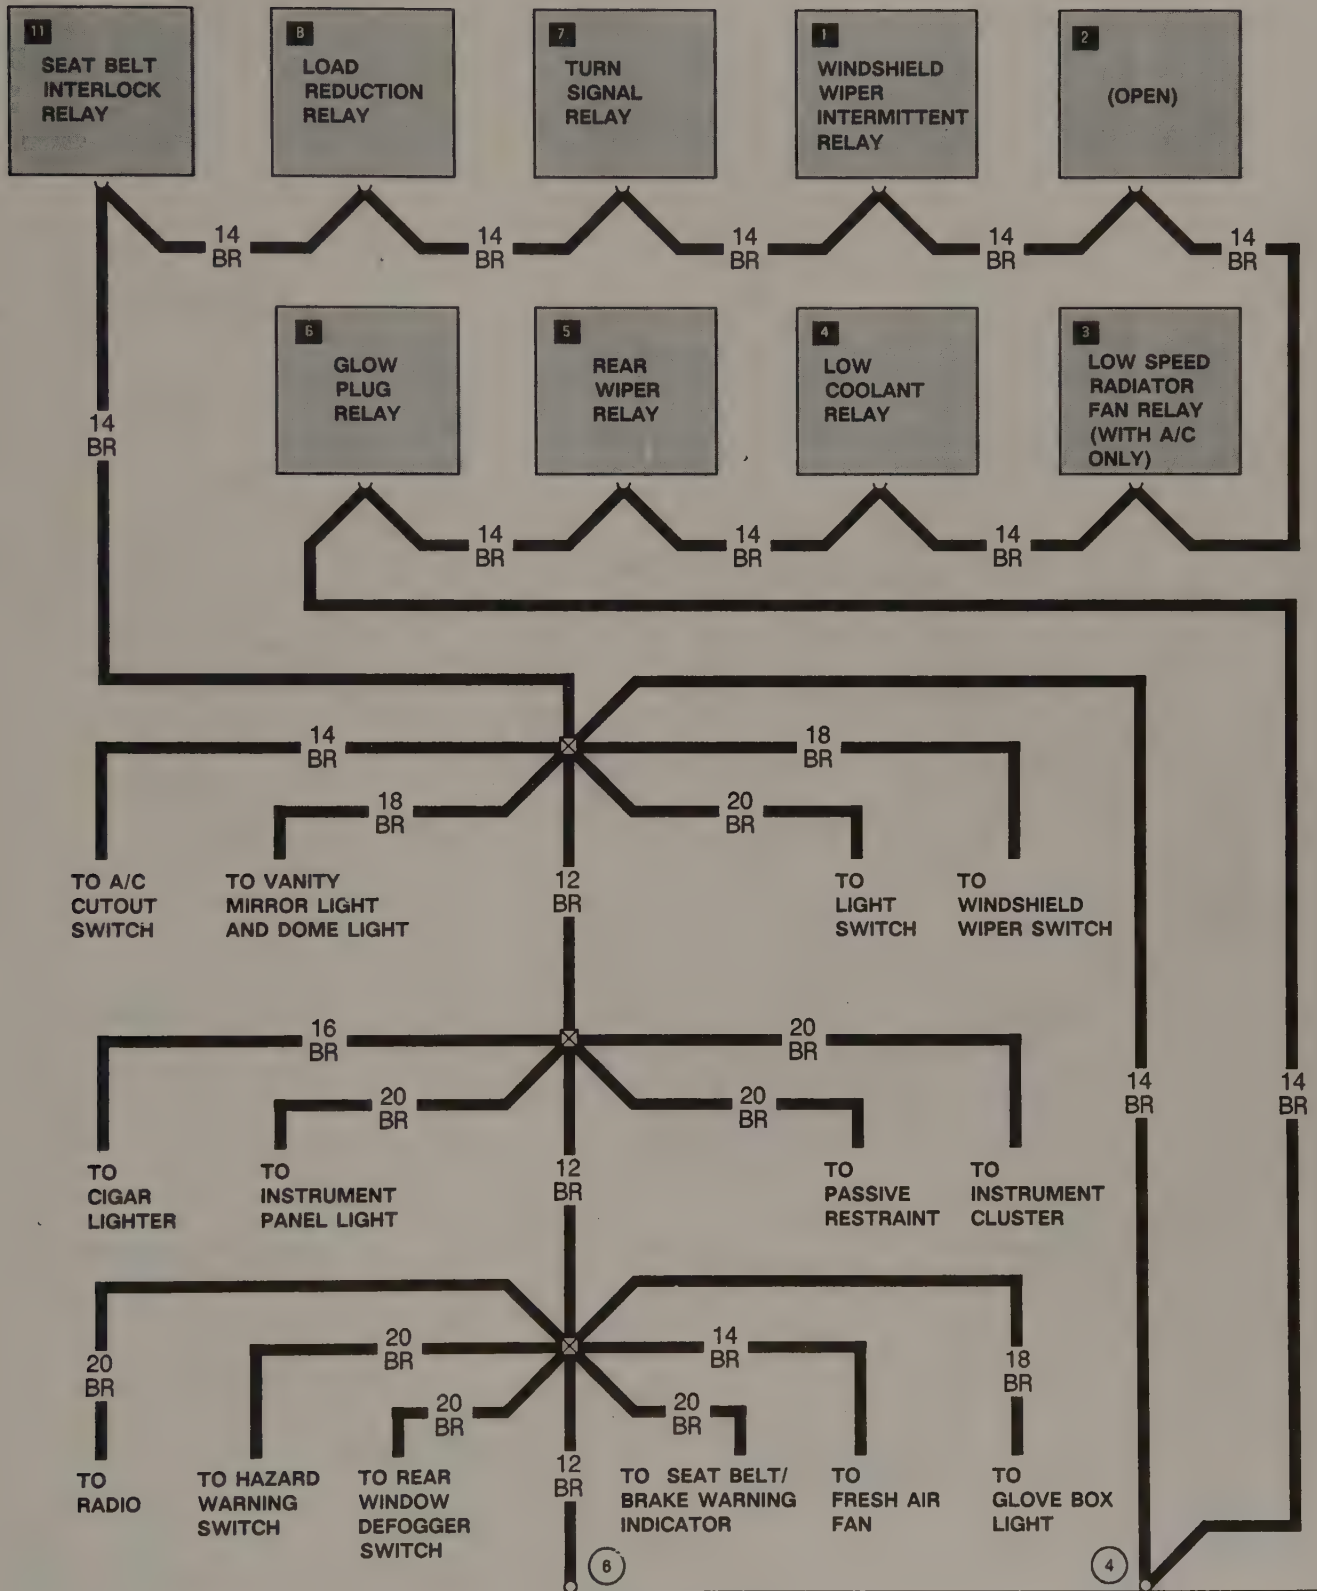 11
SEAT BELT
INTERLOCK
RELAY
8
LOAD
REDUCTION
RELAY
7
TURN
SIGNAL
RELAY
1
WINDSHIELD
WIPER
INTERMITTENT
RELAY
2
(OPEN)
14
BR
14
BR
14
BR
14
BR
14
BR
6
GLOW
PLUG
RELAY
5
REAR
WIPER
RELAY
4
LOW
COOLANT
RELAY
3
LOW SPEED
RADIATOR
FAN RELAY
(WITH A/C
ONLY)
14
BR
14
BR
14
BR
14
BR
14
BR
18
BR
18
BR
20
BR
TO A/C
CUTOUT
SWITCH
TO VANITY
MIRROR LIGHT
AND DOME LIGHT
12
BR
TO
LIGHT
SWITCH
TO
WINDSHIELD
WIPER SWITCH
16
BR
20
BR
20
BR
20
BR
14
BR
14
BR
TO
CIGAR
LIGHTER
TO
INSTRUMENT
PANEL LIGHT
12
BR
TO
PASSIVE
RESTRAINT
TO
INSTRUMENT
CLUSTER
20
BR
20
BR
20
BR
14
BR
20
BR
18
BR
TO
RADIO
TO HAZARD
WARNING
SWITCH
TO REAR
WINDOW
DEFOGGER
SWITCH
12
BR
TO SEAT BELT/
BRAKE WARNING
INDICATOR
TO
FRESH AIR
FAN
TO
GLOVE BOX
LIGHT
6
4